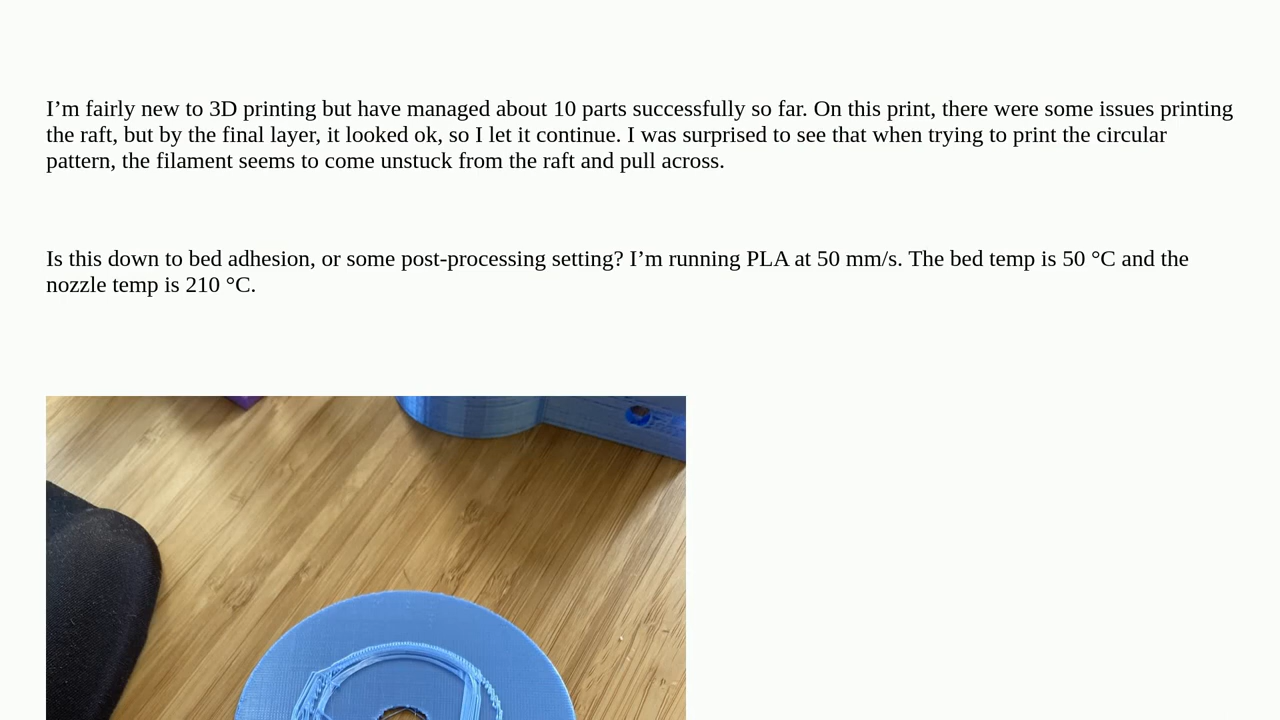 I’m fairly new to 3D printing but have managed about 10 parts successfully so far. On this print, there were some issues printing
the raft, but by the final layer, it looked ok, so I let it continue. I was surprised to see that when trying to print the circular
pattern, the filament seems to come unstuck from the raft and pull across.
Is this down to bed adhesion, or some post-processing setting? I’m running PLA at 50 mm/s. The bed temp is 50 °C and the
nozzle temp is 210 °C.